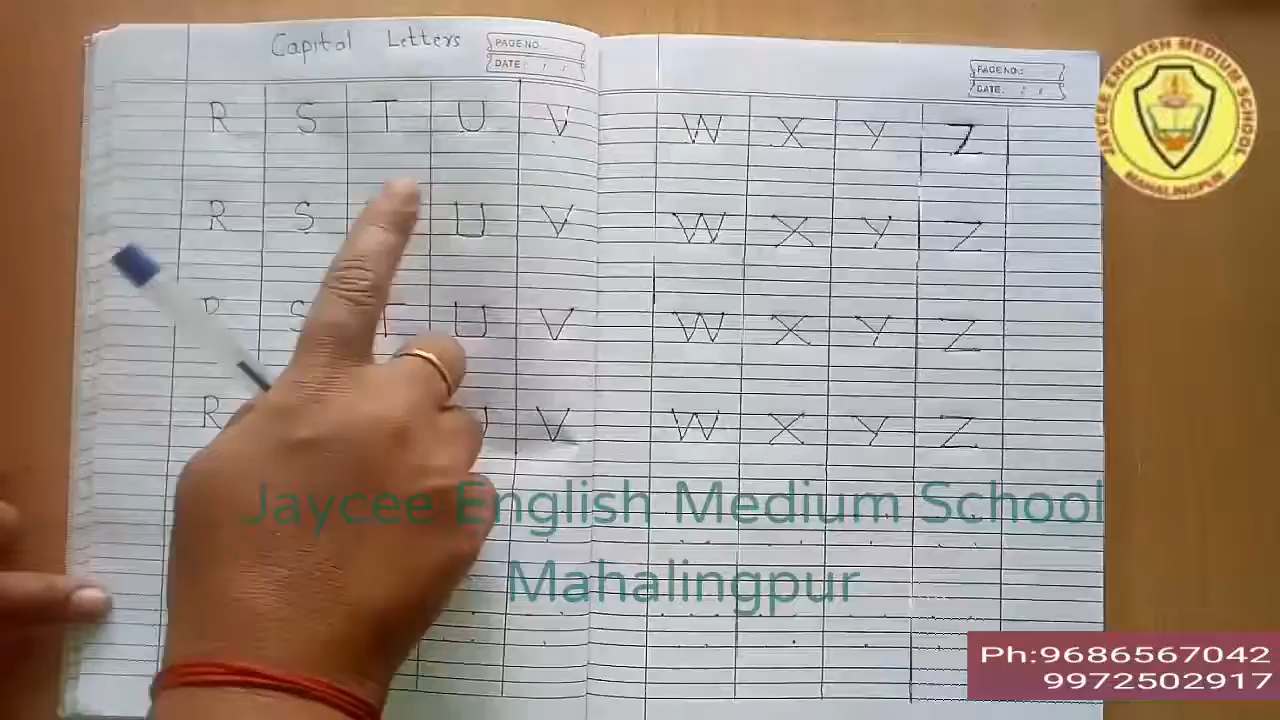 Capital Letters
PAGE NO.:
DATE: / /
PAGE NO.:
DATE: / /
R S T U V W X Y Z
R S U V W X Y Z
R S T U V W X Y Z
R U V W X Y Z
JAYCEE ENGLISH MEDIUM SCHOOL
MAHALINGPUR
Jaycee English Medium School
Mahalingpur
Ph:9686567042
9972502917